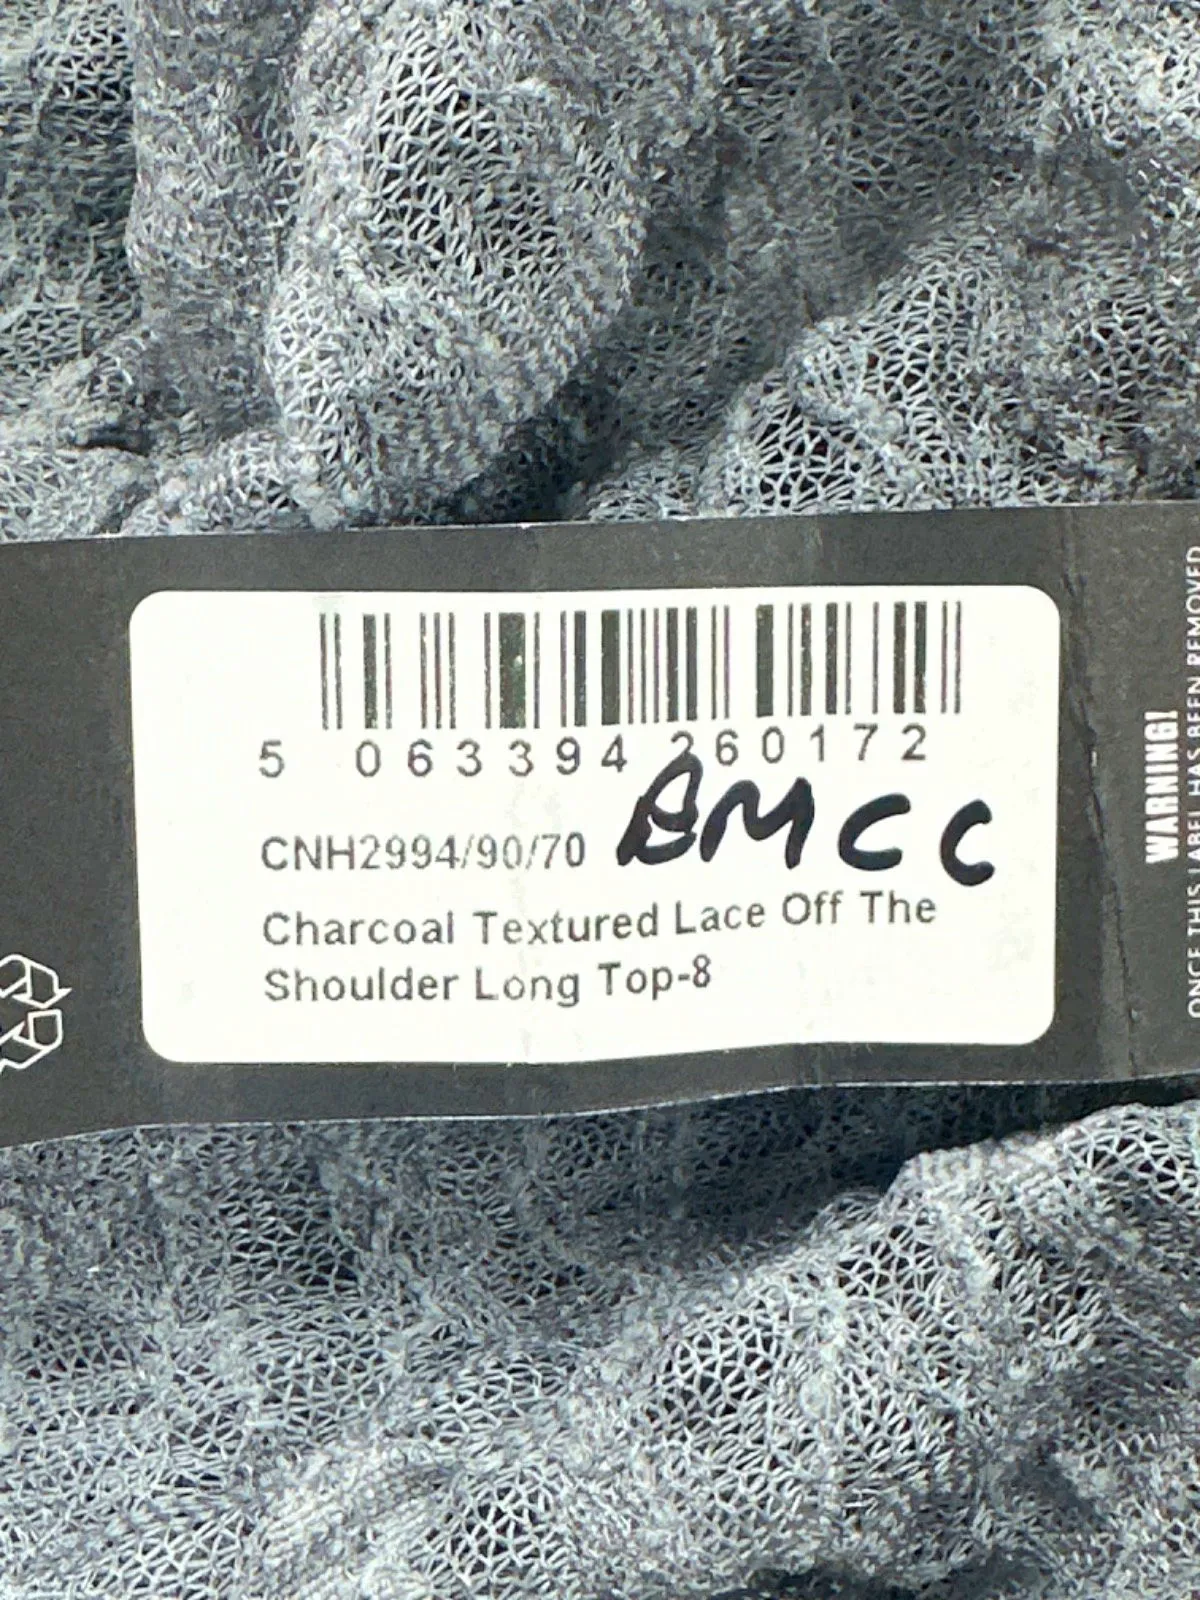 5 063394 260172
CNH2994/90/70 BMCC
Charcoal Textured Lace Off The
Shoulder Long Top-8
WARNING!
ONCE THIS LABEL HAS BEEN REMOVED